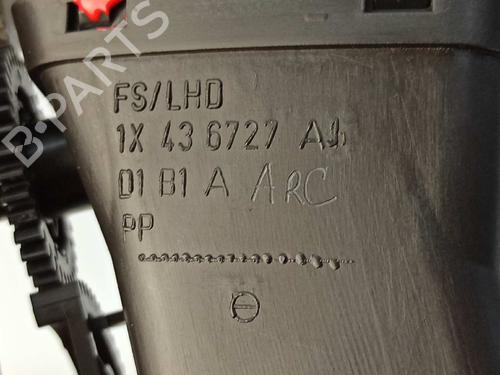 B-PARTS
FS/LHD
1X 43 6727
D1 B1 A ARC
PP